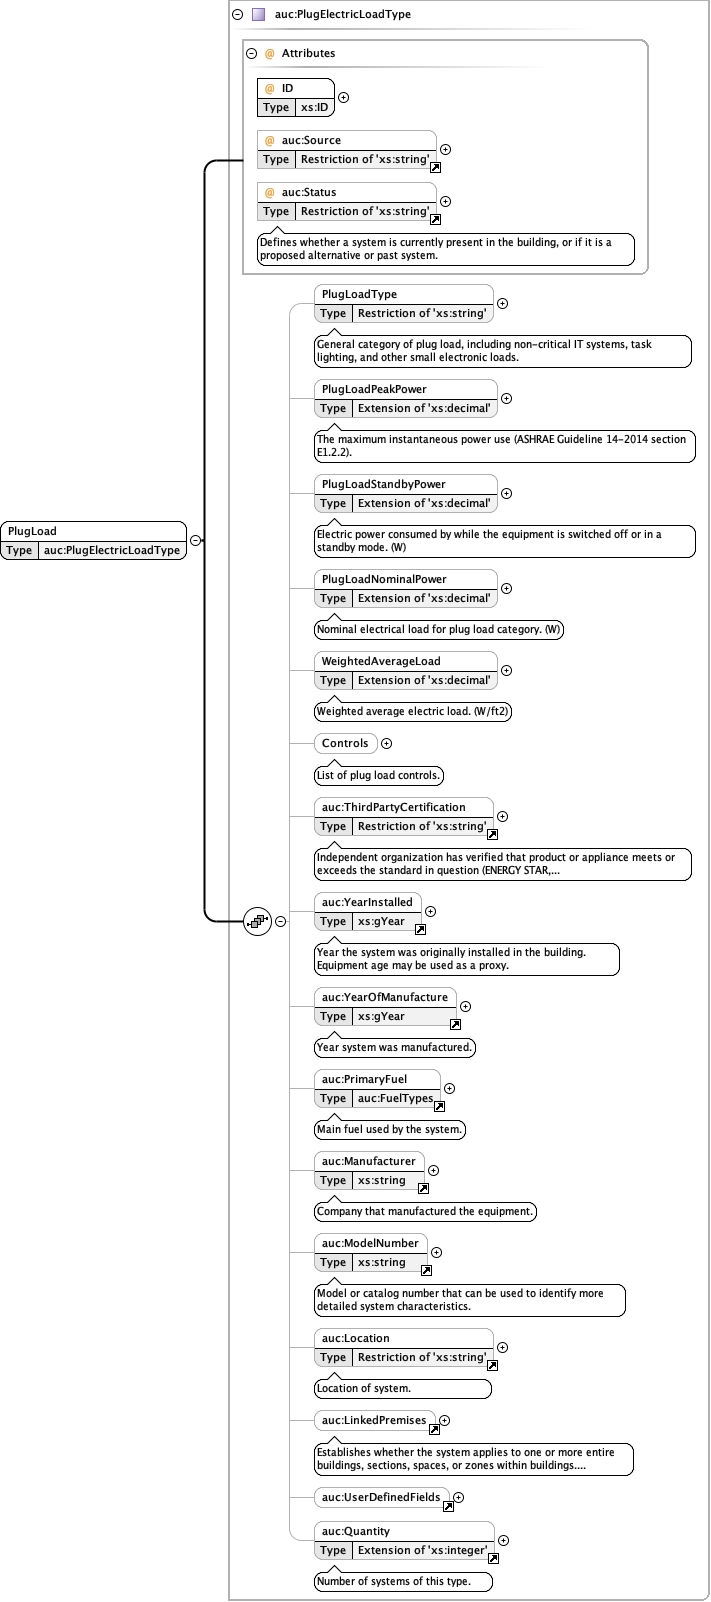 auc:PlugElectricLoadType
@ Attributes
@ ID
Type xs:ID
@ auc:Source
Type Restriction of 'xs:string'
@ auc:Status
Type Restriction of 'xs:string'
Defines whether a system is currently present in the building, or if it is a
proposed alternative or past system.
PlugLoadType
Type Restriction of 'xs:string'
General category of plug load, including non-critical IT systems, task
lighting, and other small electronic loads.
PlugLoadPeakPower
Type Extension of 'xs:decimal'
The maximum instantaneous power use (ASHRAE Guideline 14-2014 section
E1.2.2).
PlugLoadStandbyPower
Type Extension of 'xs:decimal'
Electric power consumed by while the equipment is switched off or in a
standby mode. (W)
PlugLoad
Type auc:PlugElectricLoadType
PlugLoadNominalPower
Type Extension of 'xs:decimal'
Nominal electrical load for plug load category. (W)
WeightedAverageLoad
Type Extension of 'xs:decimal'
Weighted average electric load. (W/ft2)
Controls
List of plug load controls.
auc:ThirdPartyCertification
Type Restriction of 'xs:string'
Independent organization has verified that product or appliance meets or
exceeds the standard in question (ENERGY STAR,...
auc:YearInstalled
Type xs:gYear
Year the system was originally installed in the building.
Equipment age may be used as a proxy.
auc:YearOfManufacture
Type xs:gYear
Year system was manufactured.
auc:PrimaryFuel
Type auc:FuelTypes
Main fuel used by the system.
auc:Manufacturer
Type xs:string
Company that manufactured the equipment.
auc:ModelNumber
Type xs:string
Model or catalog number that can be used to identify more
detailed system characteristics.
auc:Location
Type Restriction of 'xs:string'
Location of system.
auc:LinkedPremises
Establishes whether the system applies to one or more entire
buildings, sections, spaces, or zones within buildings....
auc:UserDefinedFields
auc:Quantity
Type Extension of 'xs:integer'
Number of systems of this type.